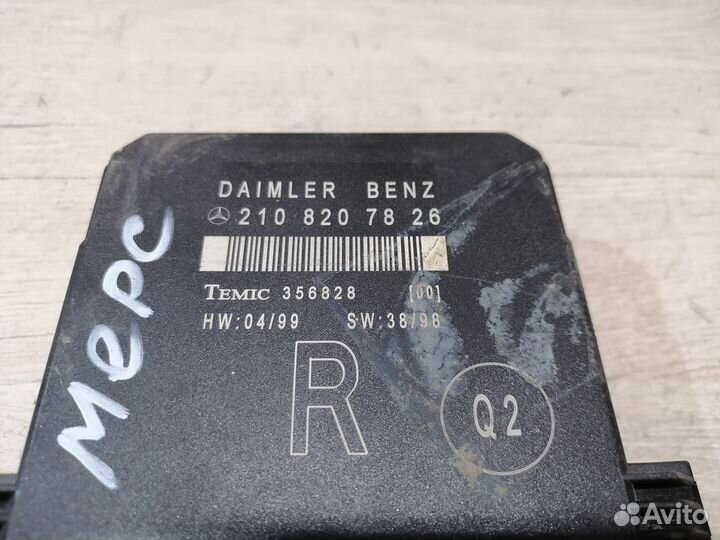 DAIMLER BENZ
210 820 78 26
TEMIC 356828 [00]
HW:04/99 SW:38/98
R
Q2
Мерс
Avito